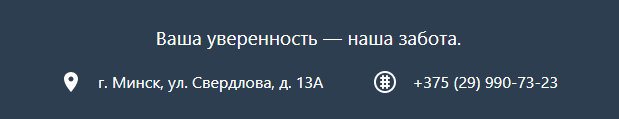 Ваша уверенность — наша забота.
г. Минск, ул. Свердлова, д. 13А
+375 (29) 990-73-23